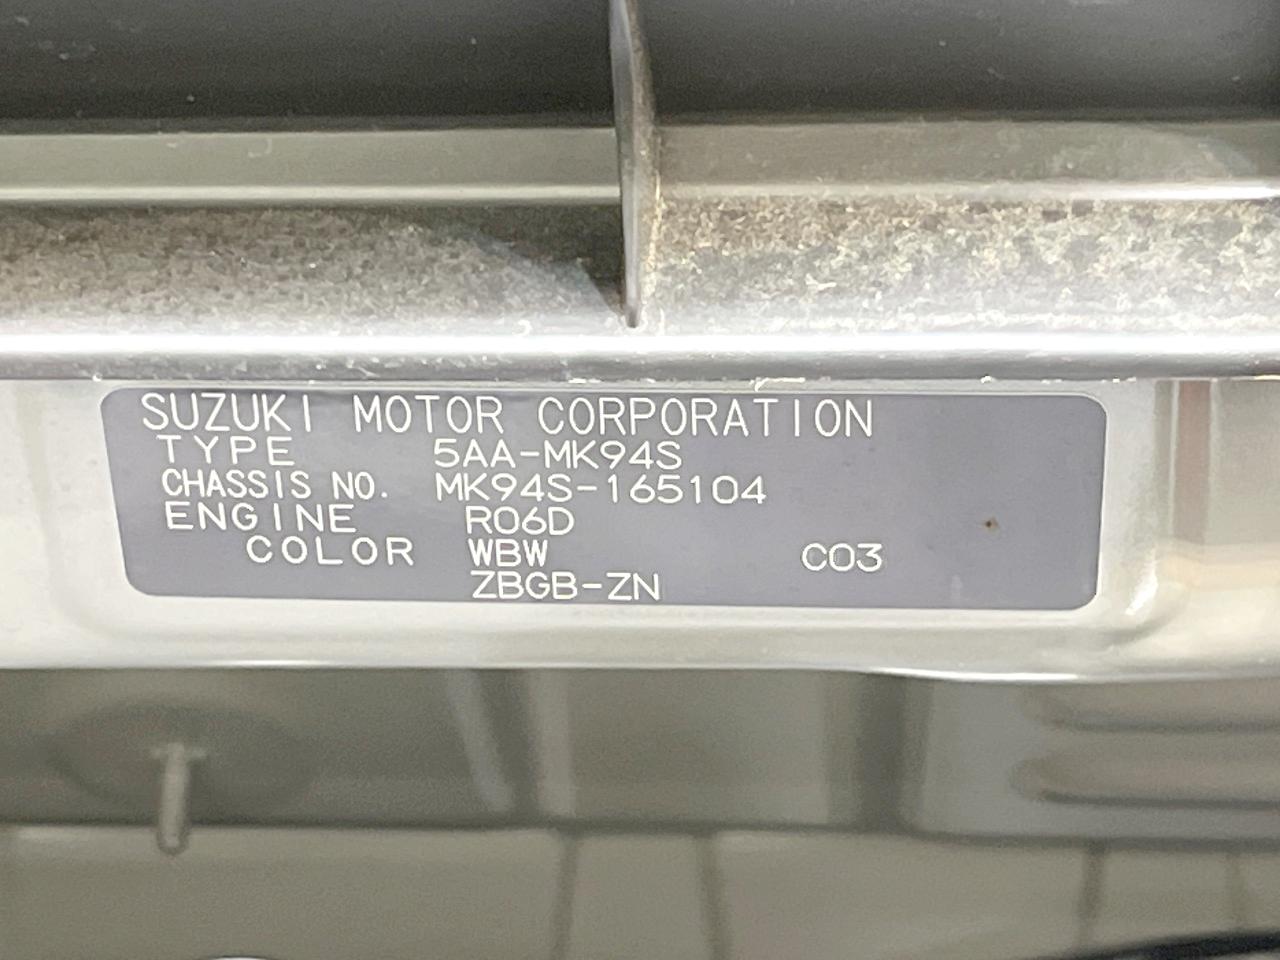 SUZUKI MOTOR CORPORATION
TYPE 5AA-MK94S
CHASSIS NO. MK94S-165104
ENGINE R06D
COLOR WBW C03
ZBGB-ZN